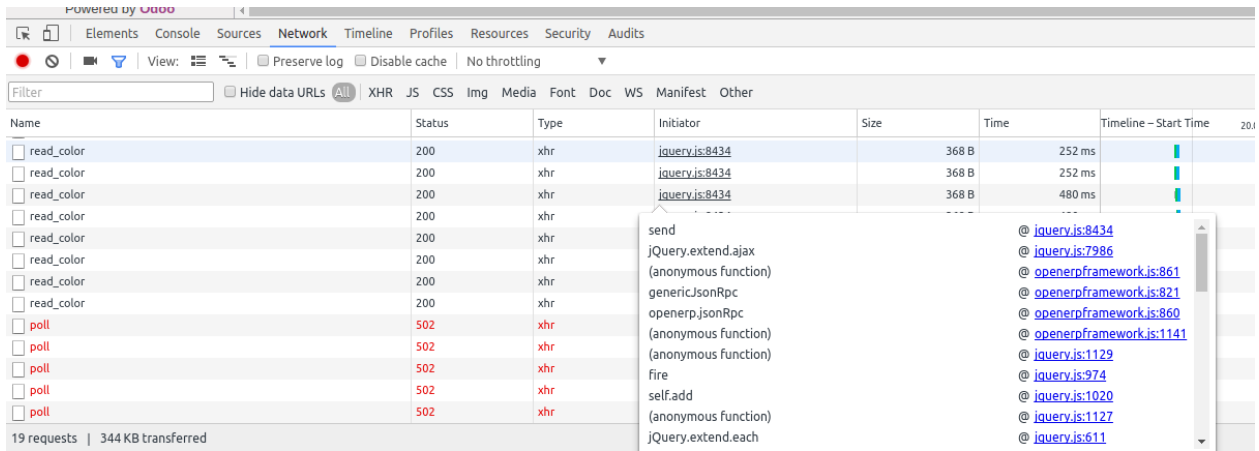 Powered by Odoo
Elements Console Sources Network Timeline Profiles Resources Security Audits
View: Preserve log Disable cache No throttling ▼
Filter Hide data URLs All XHR JS CSS Img Media Font Doc WS Manifest Other
Name Status Type Initiator Size Time Timeline – Start Time 20.
read_color 200 xhr jquery.js:8434 368 B 252 ms
read_color 200 xhr jquery.js:8434 368 B 252 ms
read_color 200 xhr jquery.js:8434 368 B 480 ms
read_color 200 xhr
read_color 200 xhr
read_color 200 xhr
read_color 200 xhr
read_color 200 xhr
poll 502 xhr
poll 502 xhr
poll 502 xhr
poll 502 xhr
poll 502 xhr
send @ jquery.js:8434
jQuery.extend.ajax @ jquery.js:7986
(anonymous function) @ openerpframework.js:861
genericJsonRpc @ openerpframework.js:821
openerp.jsonRpc @ openerpframework.js:860
(anonymous function) @ openerpframework.js:1141
(anonymous function) @ jquery.js:1129
fire @ jquery.js:974
self.add @ jquery.js:1020
(anonymous function) @ jquery.js:1127
jQuery.extend.each @ jquery.js:611
19 requests | 344 KB transferred